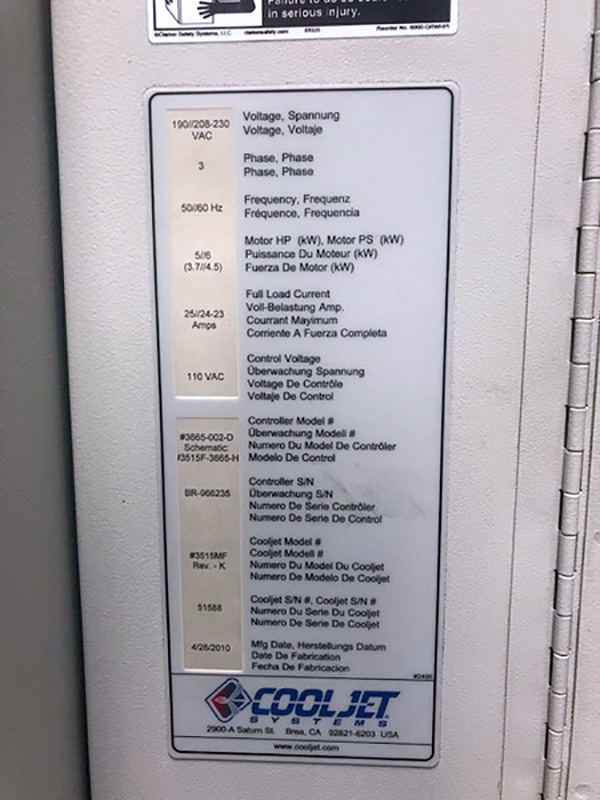 in serious injury.
©Clarion Safety Systems, LLC clarionsafety.com
190//208-230 VAC
Voltage, Spannung
Voltage, Voltaje
3
Phase, Phase
Phase, Phase
50//60 Hz
Frequency, Frequenz
Fréquence, Frequencia
5//6 (3.7//4.5)
Motor HP (kW), Motor PS (kW)
Puissance Du Moteur (kW)
Fuerza De Motor (kW)
25//24-23 Amps
Full Load Current
Voll-Belastung Amp.
Courrant Mayimum
Corriente A Fuerza Completa
110 VAC
Control Voltage
Überwachung Spannung
Voltage De Contrôle
Voltaje De Control
#3665-002-D
Schematic:
#3515F-3665-H
Controller Model #
Überwachung Modell #
Numero Du Model De Contrôler
Modelo De Control
BR-966235
Controller S/N
Überwachung S/N
Numero De Serie Contrôler
Numero De Serie De Control
#3515MF
Rev. - K
Cooljet Model #
Cooljet Modell #
Numero Du Model Du Cooljet
Numero De Modelo De Cooljet
51588
Cooljet S/N #, Cooljet S/N #
Numero Du Serie Du Cooljet
Numero De Serie De Cooljet
4/26/2010
Mfg Date, Herstellungs Datum
Date De Fabrication
Fecha De Fabricacion
COOLJET
SYSTEMS
2900-A Saturn St. Brea, CA 92821-6203 USA
www.cooljet.com